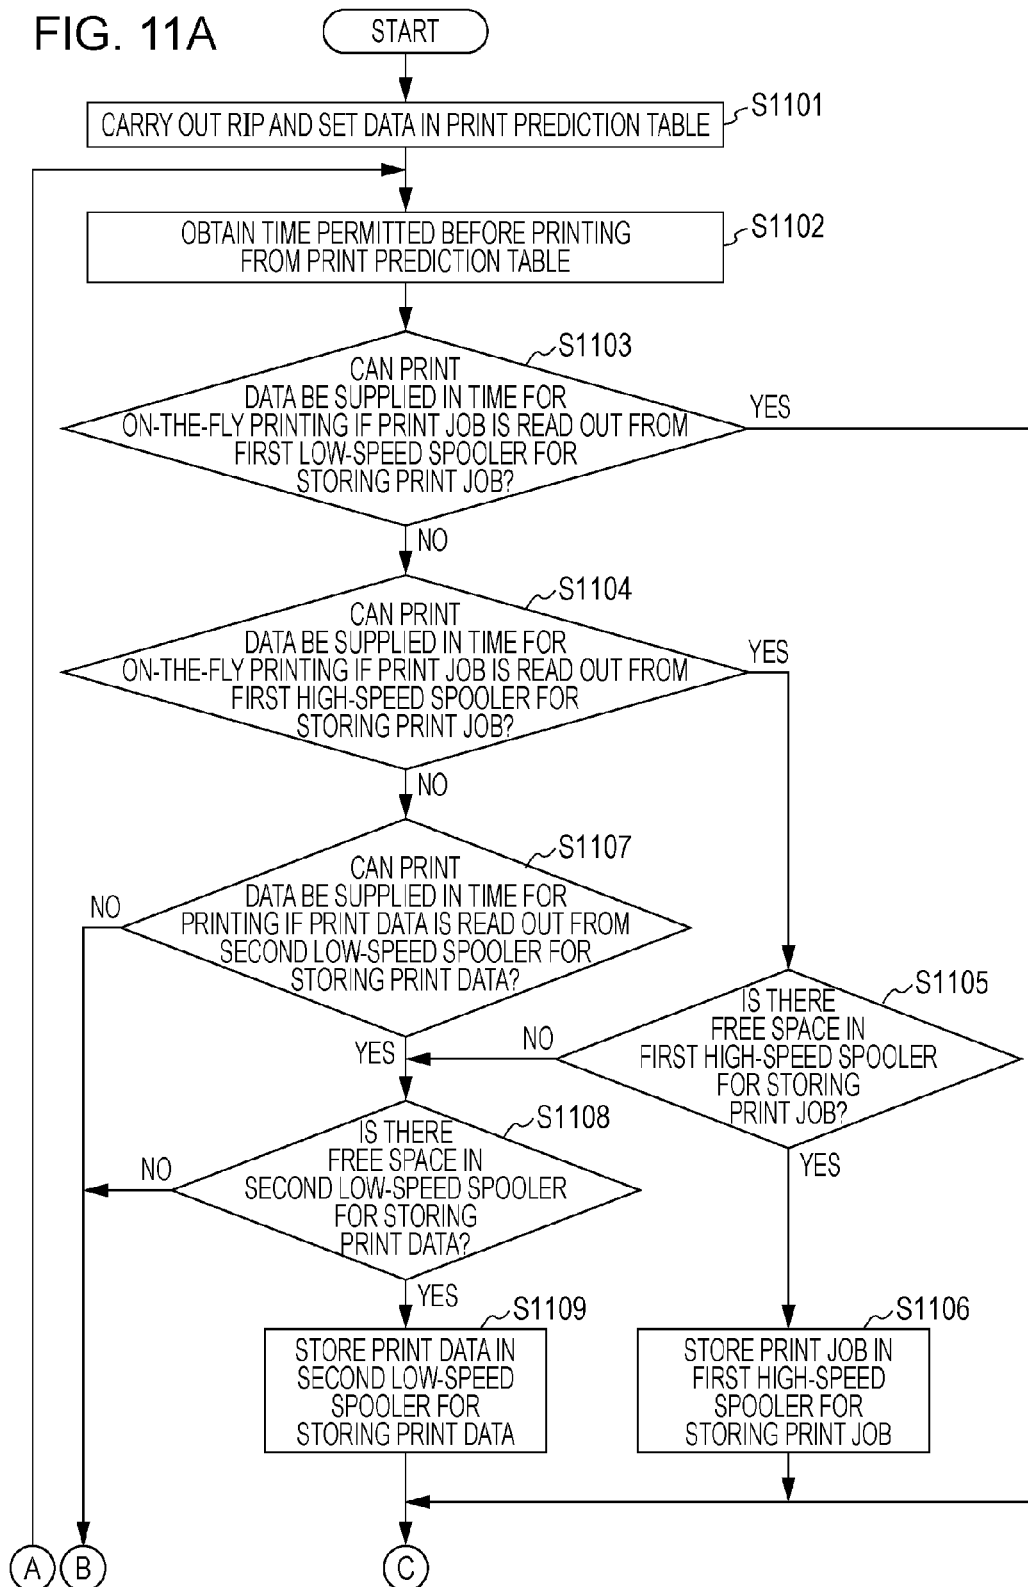 FIG. 11A
START
CARRY OUT RIP AND SET DATA IN PRINT PREDICTION TABLE
S1101
OBTAIN TIME PERMITTED BEFORE PRINTING
FROM PRINT PREDICTION TABLE
S1102
S1103
CAN PRINT
DATA BE SUPPLIED IN TIME FOR
ON-THE-FLY PRINTING IF PRINT JOB IS READ OUT FROM
FIRST LOW-SPEED SPOOLER FOR
STORING PRINT JOB?
YES
NO
S1104
CAN PRINT
DATA BE SUPPLIED IN TIME FOR
ON-THE-FLY PRINTING IF PRINT JOB IS READ OUT FROM
FIRST HIGH-SPEED SPOOLER FOR
STORING PRINT JOB?
YES
NO
S1107
CAN PRINT
DATA BE SUPPLIED IN TIME FOR
PRINTING IF PRINT DATA IS READ OUT FROM
SECOND LOW-SPEED SPOOLER FOR
STORING PRINT DATA?
NO
YES
S1105
IS THERE
FREE SPACE IN
FIRST HIGH-SPEED SPOOLER
FOR STORING
PRINT JOB?
NO
YES
S1108
IS THERE
FREE SPACE IN
SECOND LOW-SPEED SPOOLER
FOR STORING
PRINT DATA?
NO
YES
S1109
STORE PRINT DATA IN
SECOND LOW-SPEED
SPOOLER FOR
STORING PRINT DATA
S1106
STORE PRINT JOB IN
FIRST HIGH-SPEED
SPOOLER FOR
STORING PRINT JOB
A
B
C